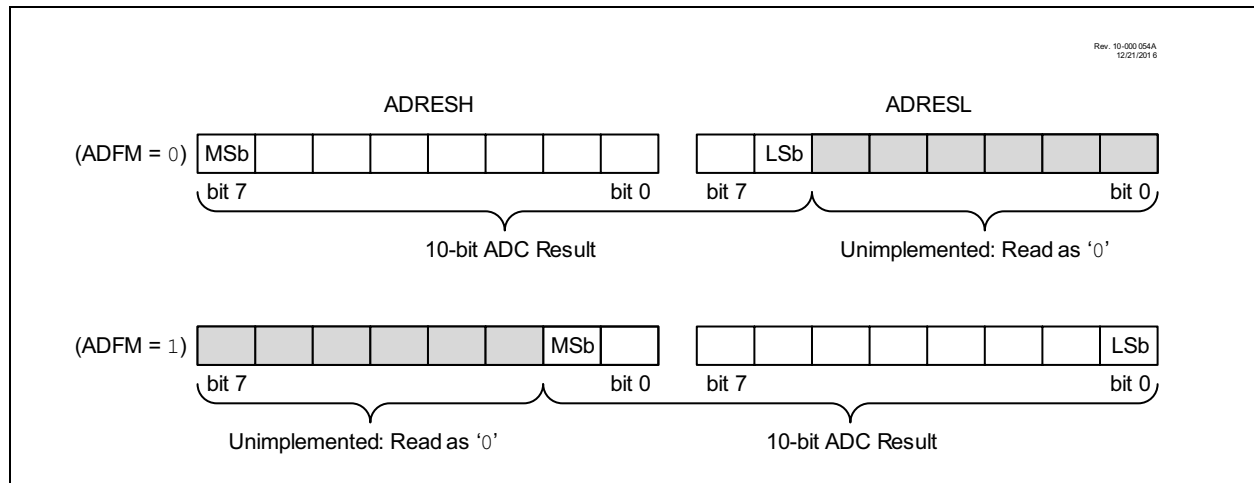 Rev. 10-000 054A
12/21/201 6
ADRESH ADRESL
(ADFM = 0) MSb LSb
bit 7 bit 0 bit 7 bit 0
10-bit ADC Result Unimplemented: Read as ‘0’
(ADFM = 1) MSb LSb
bit 7 bit 0 bit 7 bit 0
Unimplemented: Read as ‘0’ 10-bit ADC Result